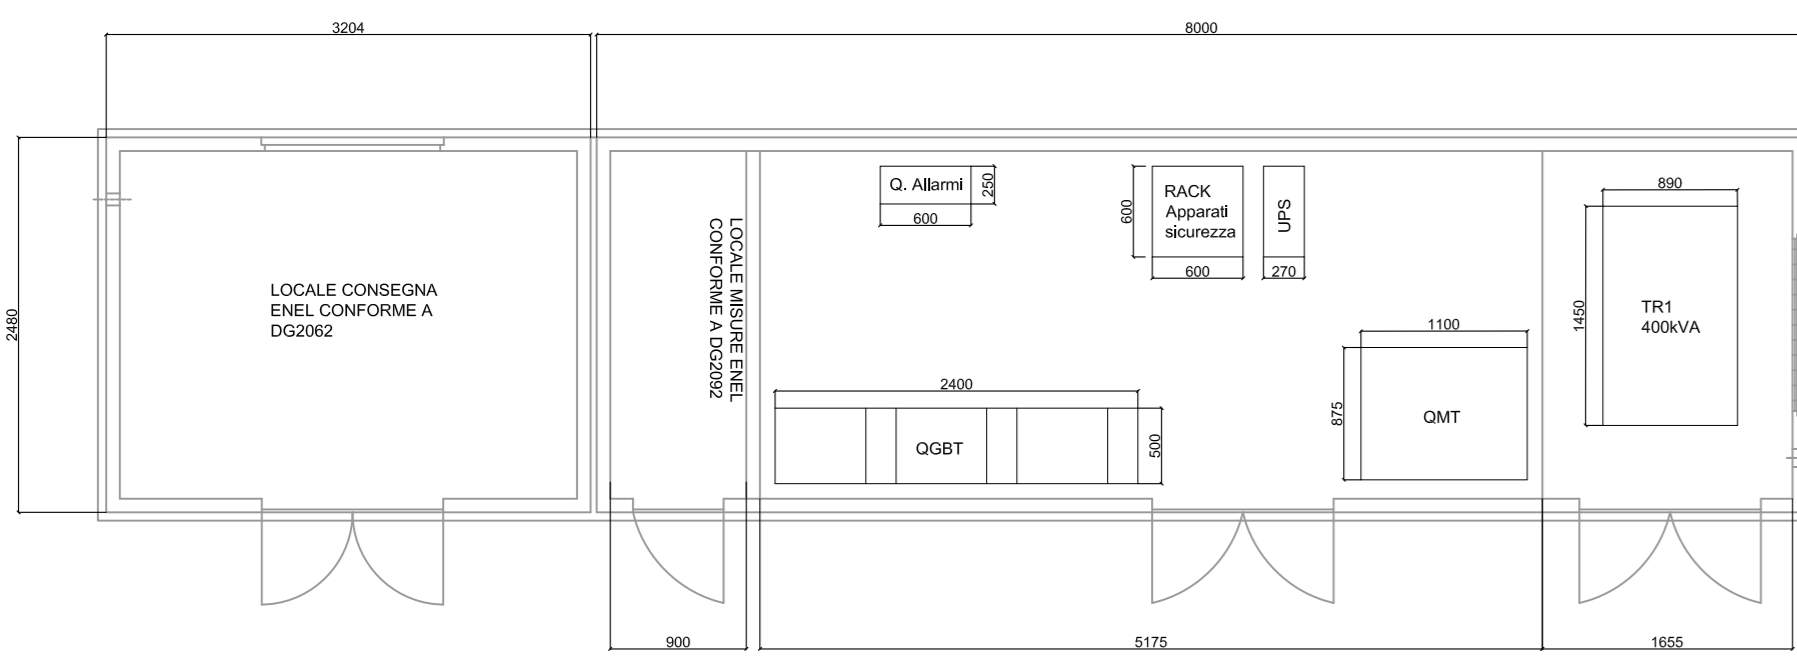 3204
8000
2480
LOCALE CONSEGNA
ENEL CONFORME A
DG2062
LOCALE MISURE ENEL
CONFORME A DG2092
Q. Allarmi
250
600
600
RACK
Apparati
sicurezza
600
UPS
270
890
1450
TR1
400kVA
1100
875
QMT
2400
QGBT
500
900
5175
1655